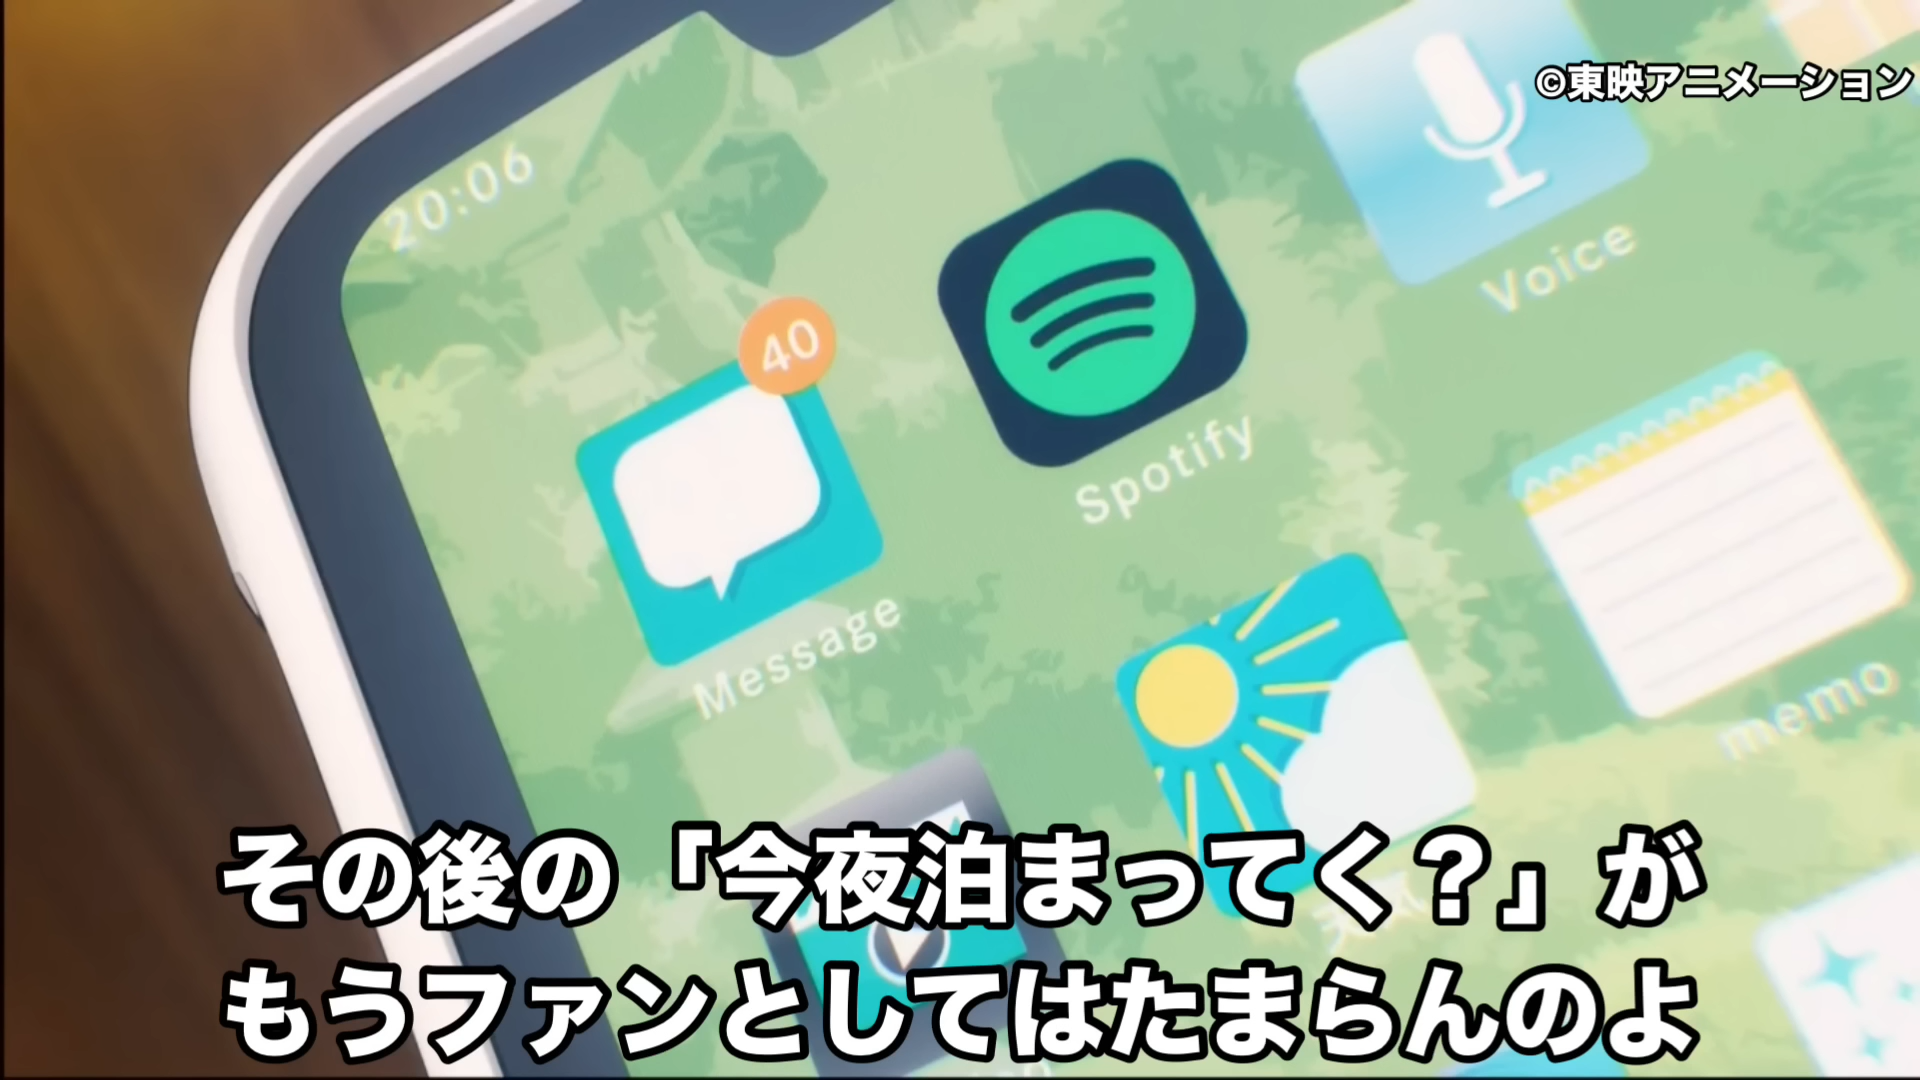 ©東映アニメーション
20:06
40
Voice
Spotify
Message
memo
その後の「今夜泊まってく？」が
もうファンとしてはたまらんのよ